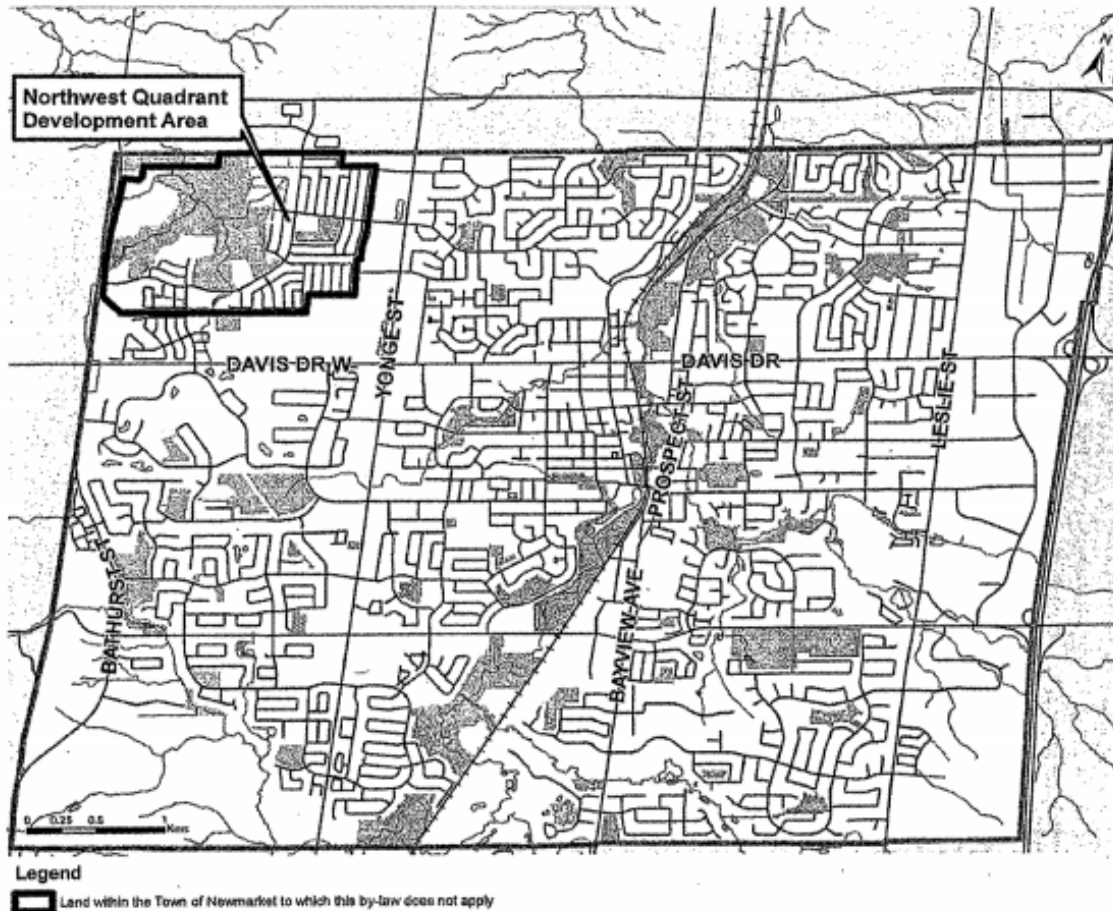 N
Northwest Quadrant
Development Area
DAVIS DR W
YONGE ST
DAVIS DR
PROSPECT ST
LESLIE ST
BATHURST ST
BAYVIEW AVE
0 0.25 0.5 1
Kms
Legend
Land within the Town of Newmarket to which this by-law does not apply